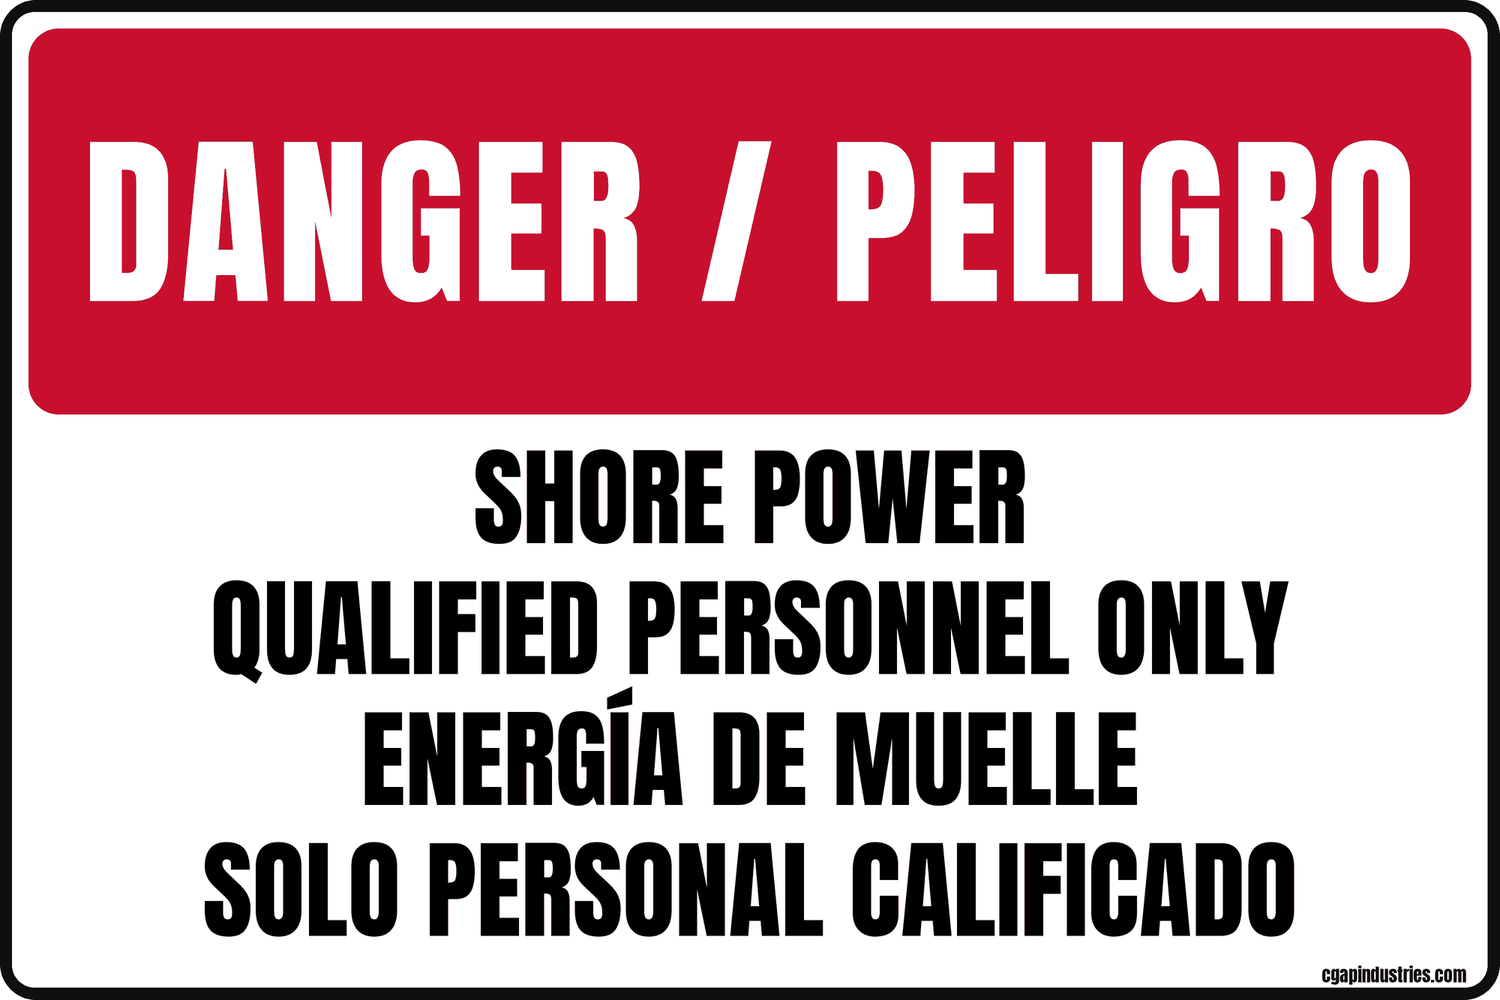 DANGER / PELIGRO
SHORE POWER
QUALIFIED PERSONNEL ONLY
ENERGÍA DE MUELLE
SOLO PERSONAL CALIFICADO
cgapindustries.com